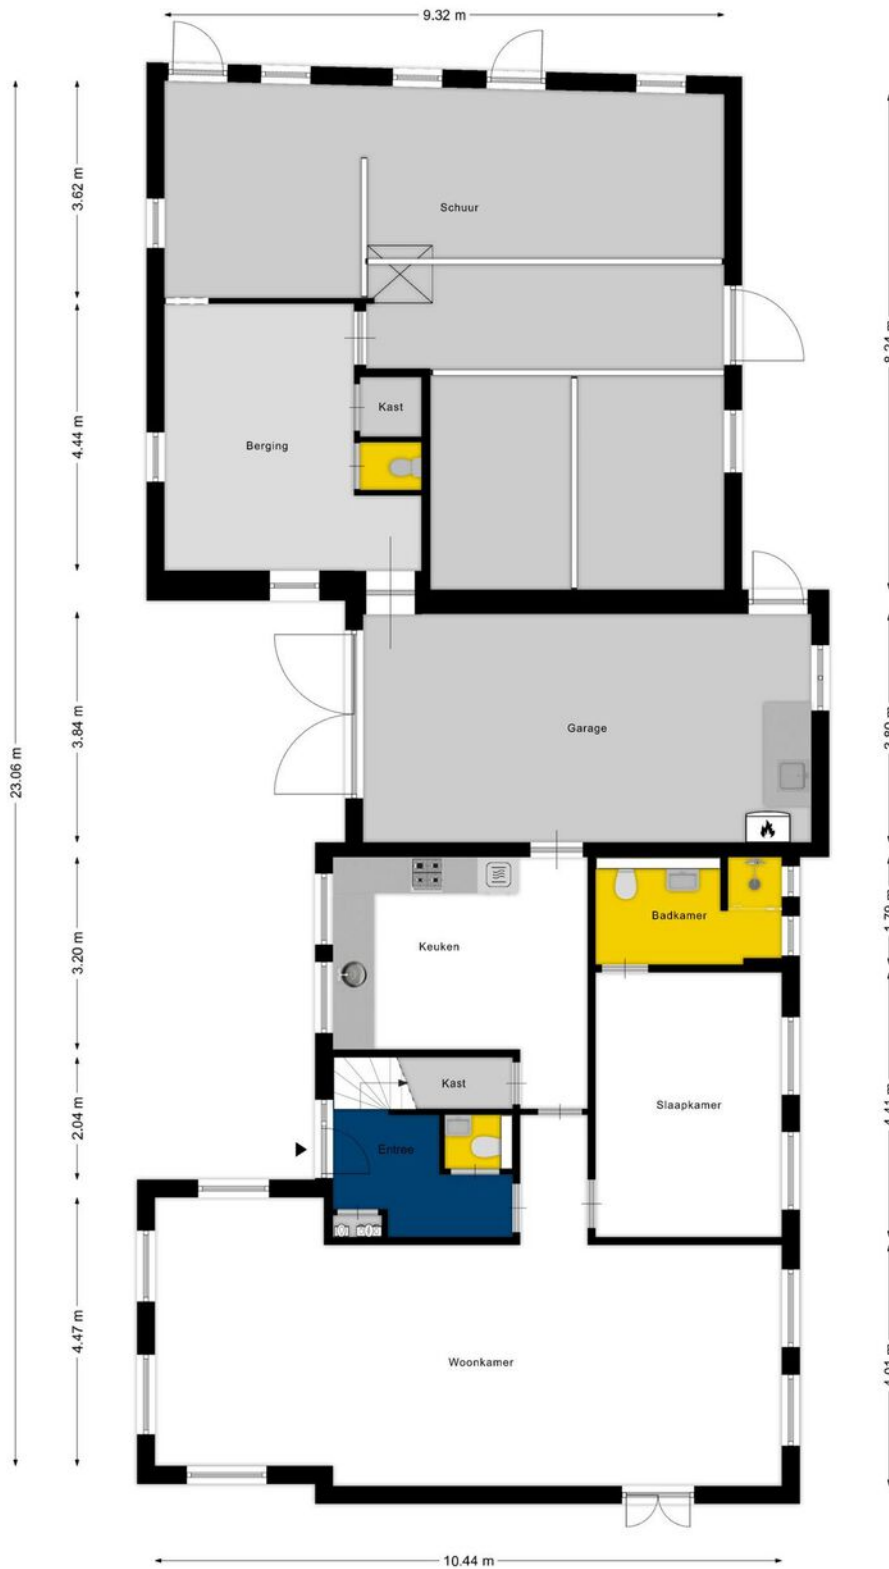 9.32 m
3.62 m
Schuur
4.44 m
Kast
Berging
23.06 m
3.84 m
Garage
3.20 m
Keuken
Badkamer
2.04 m
Kast
Slaapkamer
Entree
4.47 m
Woonkamer
10.44 m